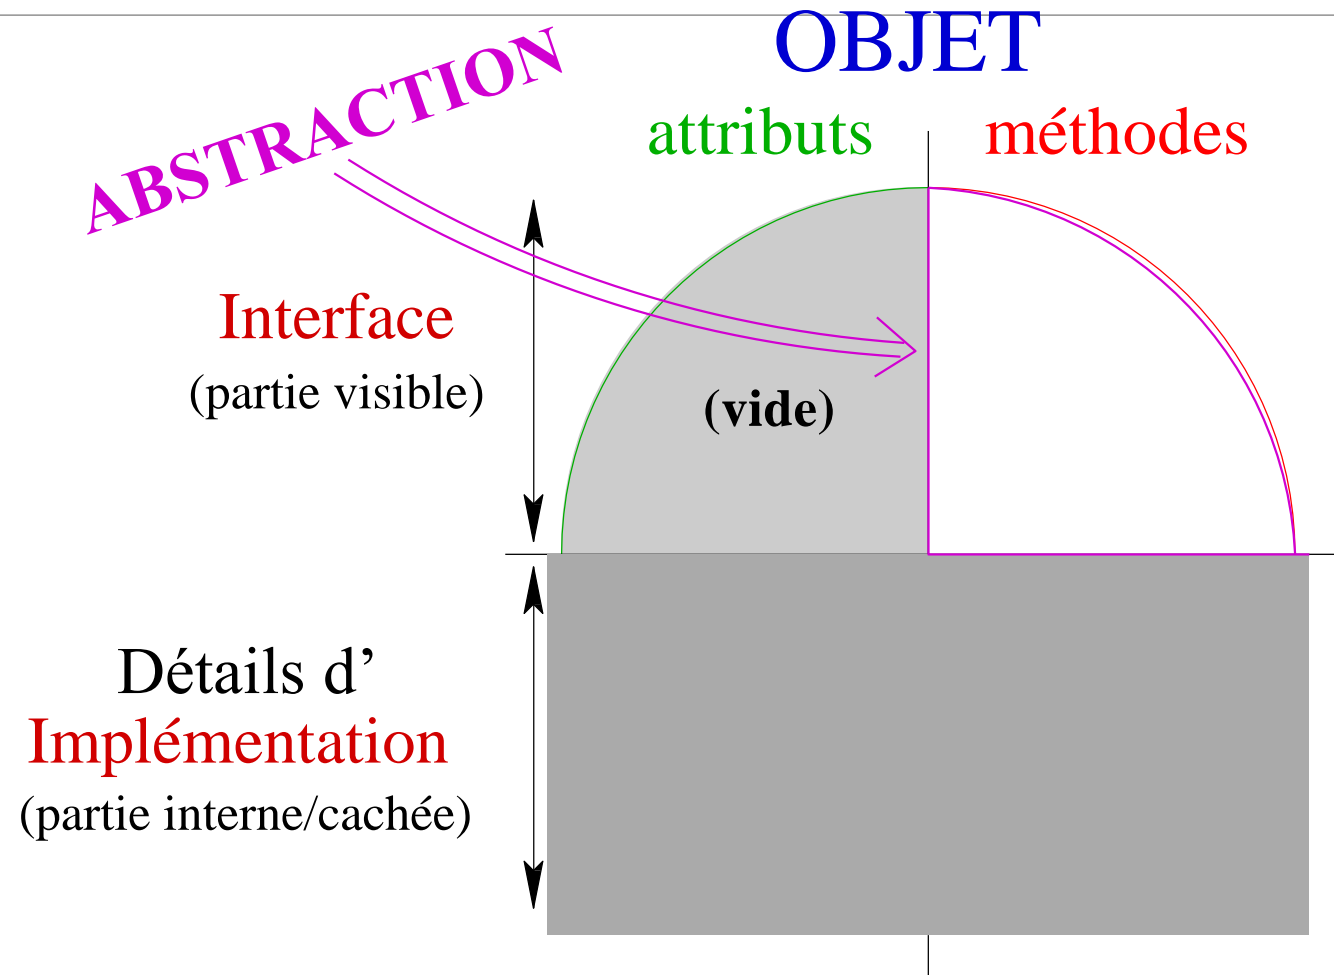 OBJET
ABSTRACTION
attributs
méthodes
Interface
(partie visible)
(vide)
Détails d’
Implémentation
(partie interne/cachée)